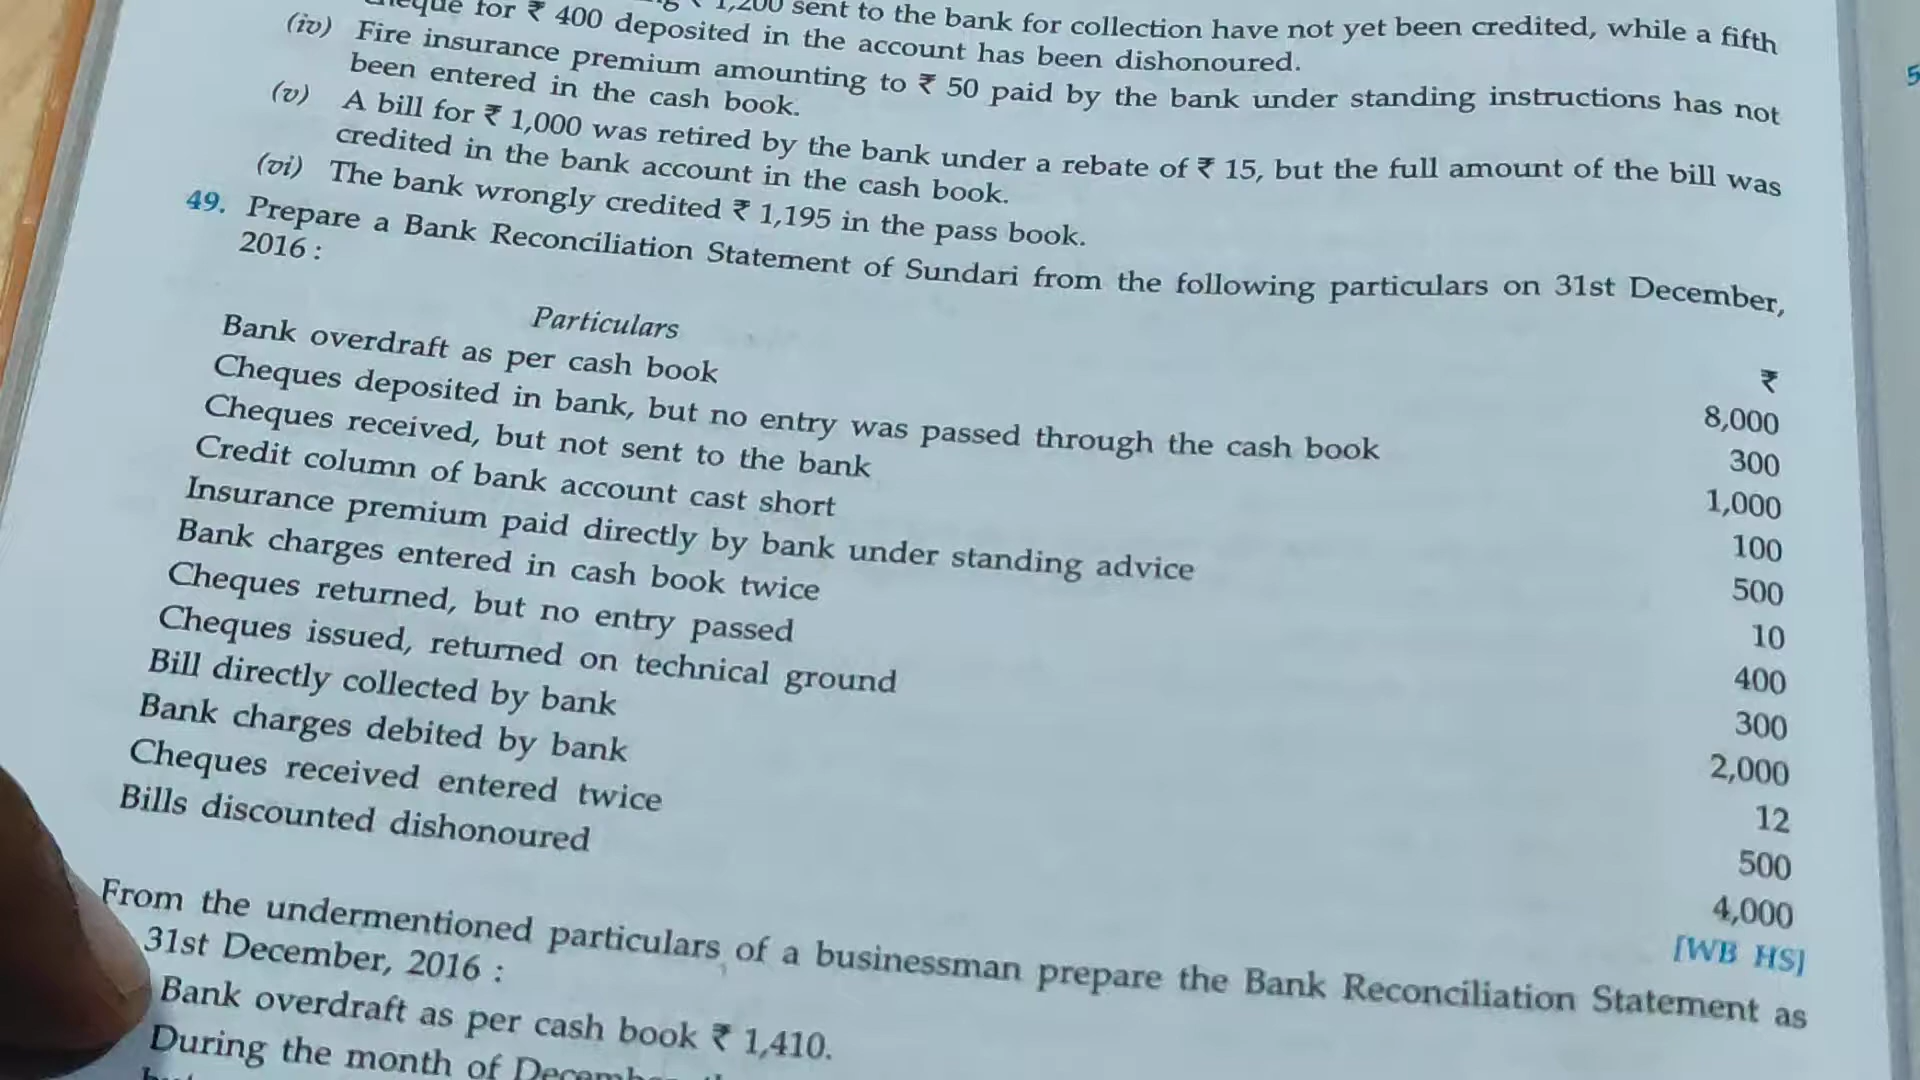 cheque for ₹ 400 deposited in the account has been dishonoured.
1,200 sent to the bank for collection have not yet been credited, while a fifth
(iv) Fire insurance premium amounting to ₹ 50 paid by the bank under standing instructions has not
been entered in the cash book.
(v) A bill for ₹ 1,000 was retired by the bank under a rebate of ₹ 15, but the full amount of the bill was
credited in the bank account in the cash book.
(vi) The bank wrongly credited ₹ 1,195 in the pass book.
49. Prepare a Bank Reconciliation Statement of Sundari from the following particulars on 31st December,
2016 :
Particulars ₹
Bank overdraft as per cash book 8,000
Cheques deposited in bank, but no entry was passed through the cash book 300
Cheques received, but not sent to the bank 1,000
Credit column of bank account cast short 100
Insurance premium paid directly by bank under standing advice 500
Bank charges entered in cash book twice 10
Cheques returned, but no entry passed 400
Cheques issued, returned on technical ground 300
Bill directly collected by bank 2,000
Bank charges debited by bank 12
Cheques received entered twice 500
Bills discounted dishonoured 4,000
[WB HS]
From the undermentioned particulars of a businessman prepare the Bank Reconciliation Statement as
31st December, 2016 :
Bank overdraft as per cash book ₹ 1,410.
During the month of
5